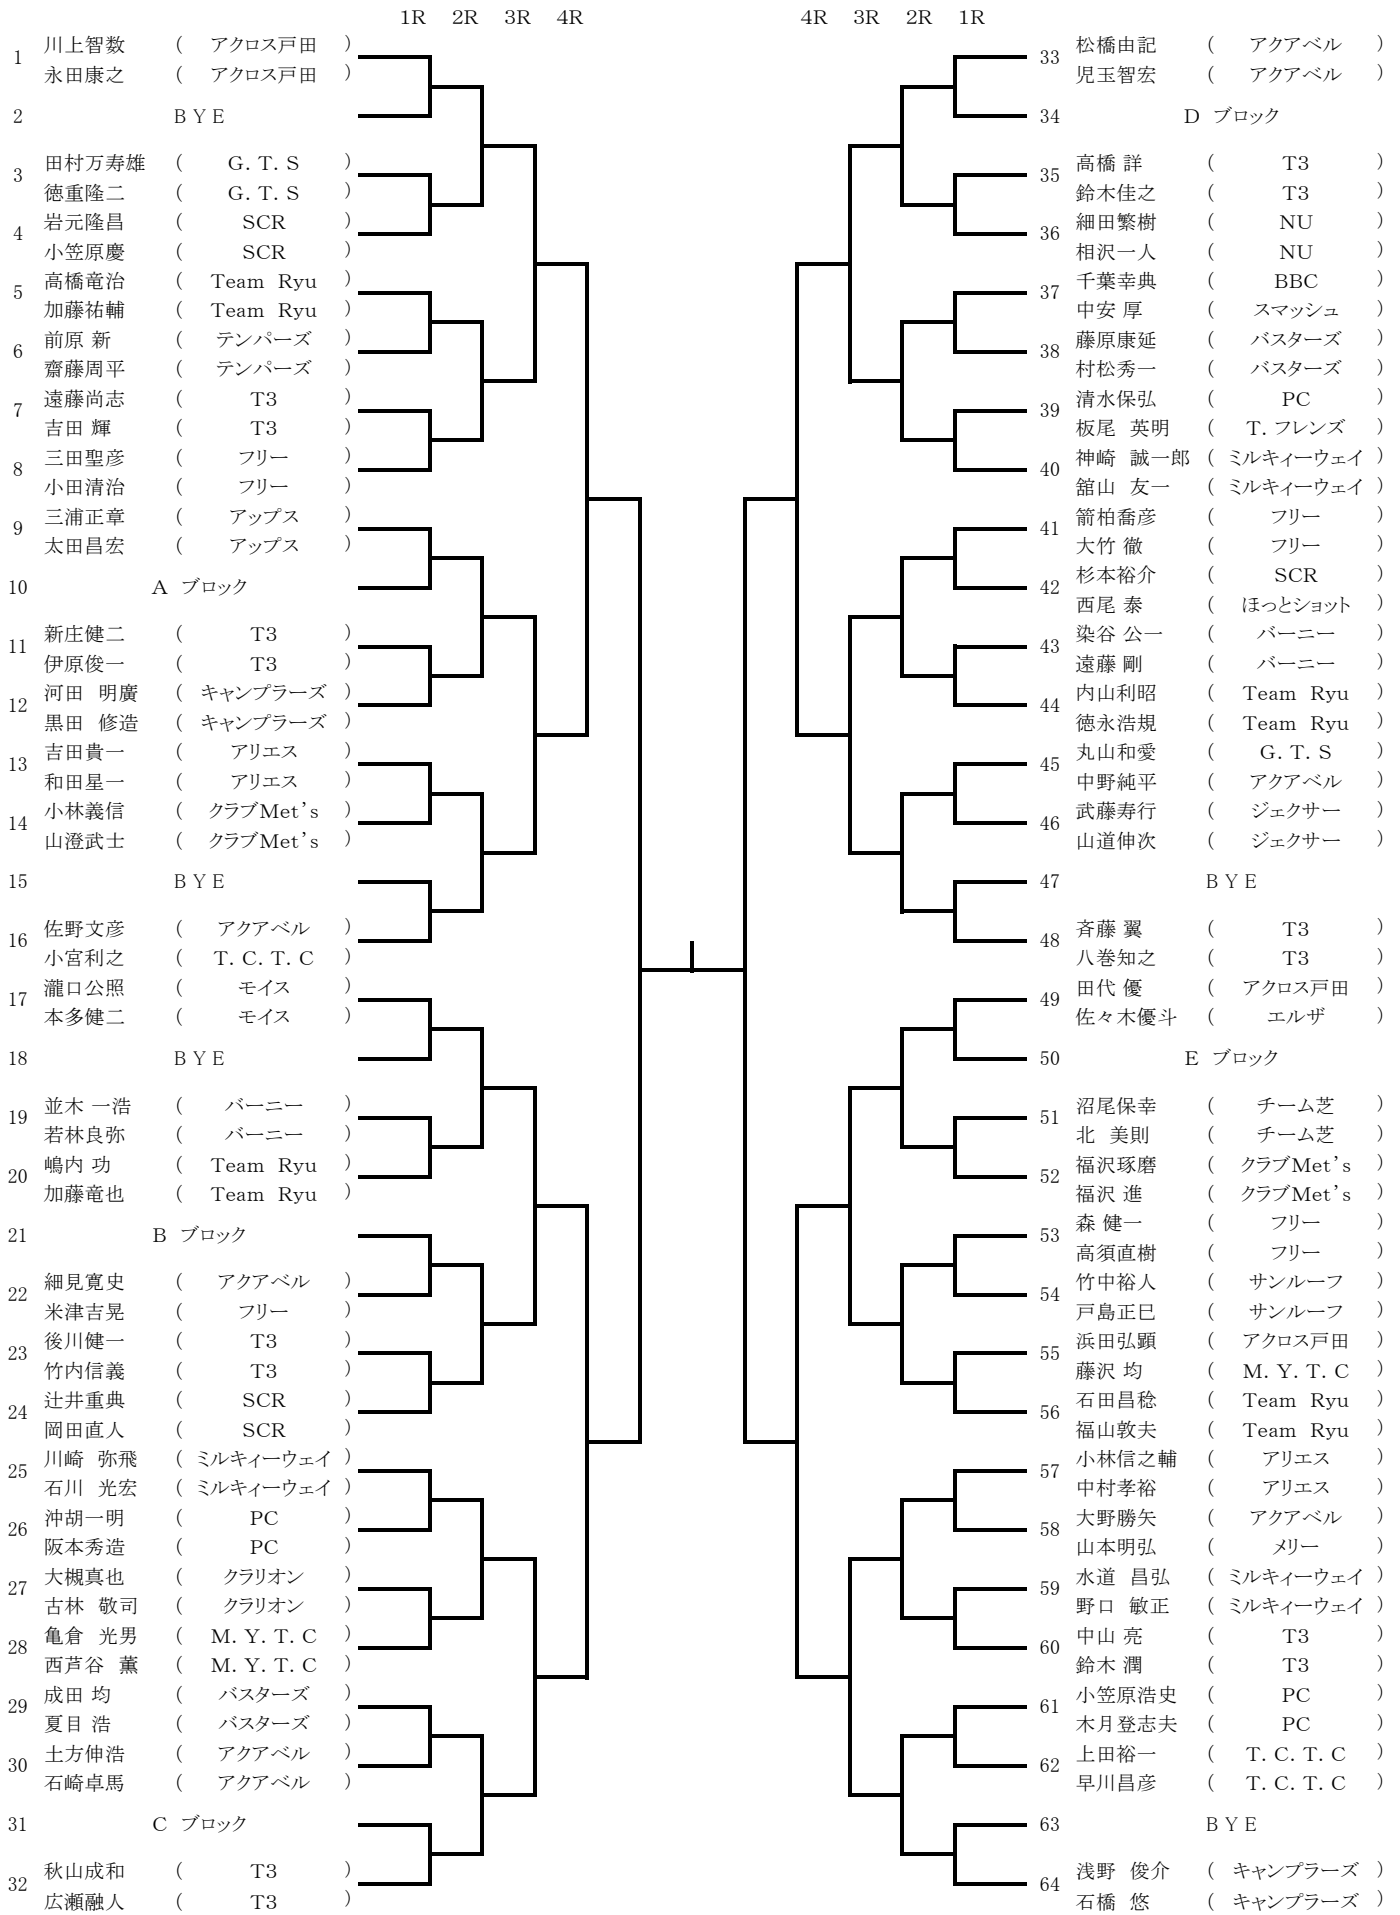 1R 2R 3R 4R
1 川上智数 ( アクロス戸田 )
永田康之 ( アクロス戸田 )
2 BYE
3 田村万寿雄 ( G.T.S )
徳重隆二 ( G.T.S )
4 岩元隆昌 ( SCR )
小笠原慶 ( SCR )
5 高橋竜治 ( Team Ryu )
加藤祐輔 ( Team Ryu )
6 前原 新 ( テンパーズ )
齋藤周平 ( テンパーズ )
7 遠藤尚志 ( T3 )
吉田 輝 ( T3 )
8 三田聖彦 ( フリー )
小田清治 ( フリー )
9 三浦正章 ( アップス )
太田昌宏 ( アップス )
10 A ブロック
11 新庄健二 ( T3 )
伊原俊一 ( T3 )
12 河田 明廣 ( キャンプラーズ )
黒田 修造 ( キャンプラーズ )
13 吉田貴一 ( アリエス )
和田星一 ( アリエス )
14 小林義信 ( クラブMet's )
山澄武士 ( クラブMet's )
15 BYE
16 佐野文彦 ( アクアベル )
小宮利之 ( T.C.T.C )
17 瀧口公照 ( モイス )
本多健二 ( モイス )
18 BYE
19 並木 一浩 ( バーニー )
若林良弥 ( バーニー )
20 嶋内 功 ( Team Ryu )
加藤竜也 ( Team Ryu )
21 B ブロック
22 細見寛史 ( アクアベル )
米津吉晃 ( フリー )
23 後川健一 ( T3 )
竹内信義 ( T3 )
24 辻井重典 ( SCR )
岡田直人 ( SCR )
25 川崎 弥飛 ( ミルキィーウェイ )
石川 光宏 ( ミルキィーウェイ )
26 沖胡一明 ( PC )
阪本秀造 ( PC )
27 大槻真也 ( クラリオン )
古林 敬司 ( クラリオン )
28 亀倉 光男 ( M.Y.T.C )
西芦谷 薫 ( M.Y.T.C )
29 成田 均 ( バスターズ )
夏目 浩 ( バスターズ )
30 土方伸浩 ( アクアベル )
石崎卓馬 ( アクアベル )
31 C ブロック
32 秋山成和 ( T3 )
広瀬融人 ( T3 )
4R 3R 2R 1R
33 松橋由記 ( アクアベル )
児玉智宏 ( アクアベル )
34 D ブロック
35 高橋 詳 ( T3 )
鈴木佳之 ( T3 )
36 細田繁樹 ( NU )
相沢一人 ( NU )
37 千葉幸典 ( BBC )
中安 厚 ( スマッシュ )
38 藤原康延 ( バスターズ )
村松秀一 ( バスターズ )
39 清水保弘 ( PC )
板尾 英明 ( T.フレンズ )
40 神崎 誠一郎 ( ミルキィーウェイ )
舘山 友一 ( ミルキィーウェイ )
41 箭柏喬彦 ( フリー )
大竹 徹 ( フリー )
42 杉本裕介 ( SCR )
西尾 泰 ( ほっとショット )
43 染谷 公一 ( バーニー )
遠藤 剛 ( バーニー )
44 内山利昭 ( Team Ryu )
徳永浩規 ( Team Ryu )
45 丸山和愛 ( G.T.S )
中野純平 ( アクアベル )
46 武藤寿行 ( ジェクサー )
山道伸次 ( ジェクサー )
47 BYE
48 斉藤 翼 ( T3 )
八巻知之 ( T3 )
49 田代 優 ( アクロス戸田 )
佐々木優斗 ( エルザ )
50 E ブロック
51 沼尾保幸 ( チーム芝 )
北 美則 ( チーム芝 )
52 福沢琢磨 ( クラブMet's )
福沢 進 ( クラブMet's )
53 森 健一 ( フリー )
高須直樹 ( フリー )
54 竹中裕人 ( サンルーフ )
戸島正巳 ( サンルーフ )
55 浜田弘顕 ( アクロス戸田 )
藤沢 均 ( M.Y.T.C )
56 石田昌稔 ( Team Ryu )
福山敦夫 ( Team Ryu )
57 小林信之輔 ( アリエス )
中村孝裕 ( アリエス )
58 大野勝矢 ( アクアベル )
山本明弘 ( メリー )
59 水道 昌弘 ( ミルキィーウェイ )
野口 敏正 ( ミルキィーウェイ )
60 中山 亮 ( T3 )
鈴木 潤 ( T3 )
61 小笠原浩史 ( PC )
木月登志夫 ( PC )
62 上田裕一 ( T.C.T.C )
早川昌彦 ( T.C.T.C )
63 BYE
64 浅野 俊介 ( キャンプラーズ )
石橋 悠 ( キャンプラーズ )